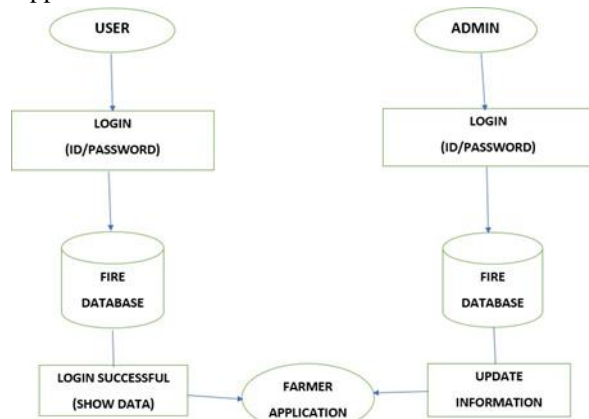 USER
ADMIN
LOGIN
(ID/PASSWORD)
LOGIN
(ID/PASSWORD)
FIRE
DATABASE
FIRE
DATABASE
LOGIN SUCCESSFUL
(SHOW DATA)
FARMER
APPLICATION
UPDATE
INFORMATION